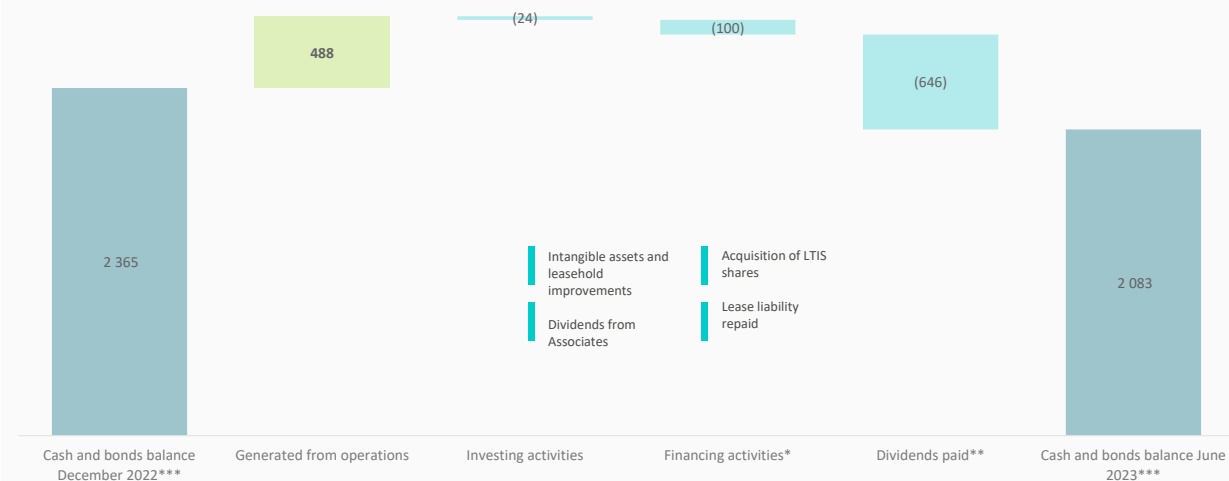 (24)
(100)
488
(646)
2 365
2 083
Intangible assets and
leasehold
improvements
Dividends from
Associates
Acquisition of LTIS
shares
Lease liability
repaid
Cash and bonds balance
December 2022***
Generated from operations
Investing activities
Financing activities*
Dividends paid**
Cash and bonds balance June
2023***